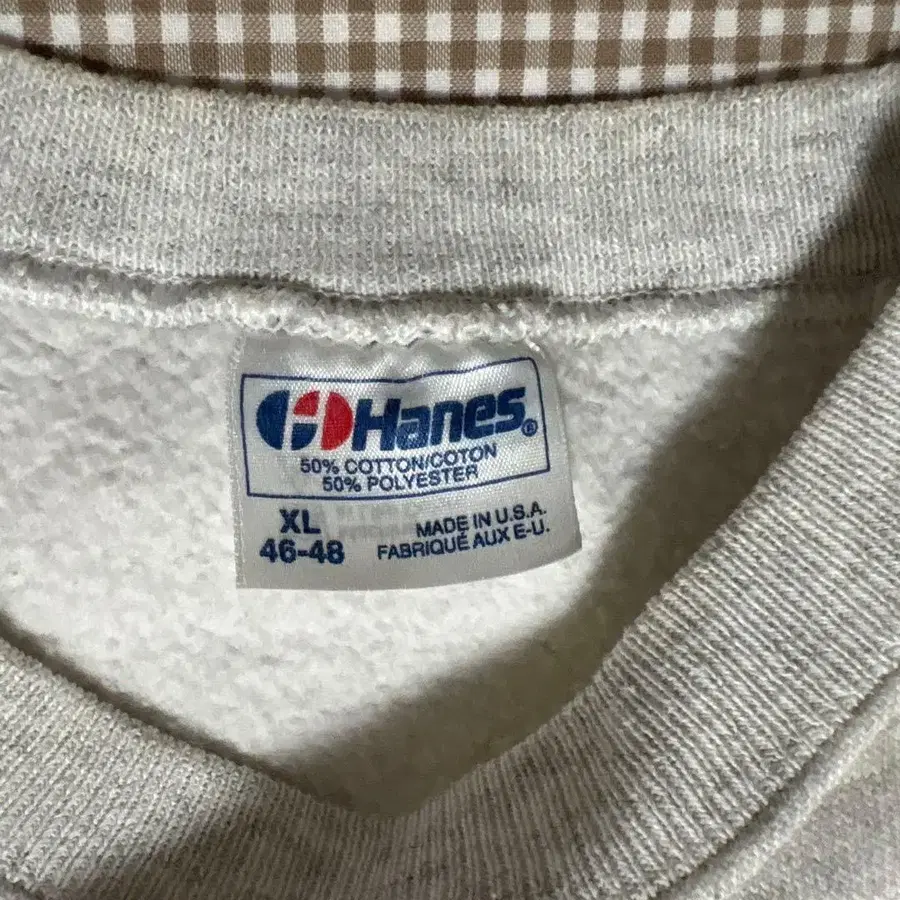 Hanes®
50% COTTON/COTON
50% POLYESTER
XL
46-48
MADE IN U.S.A.
FABRIQUÉ AUX E-U.